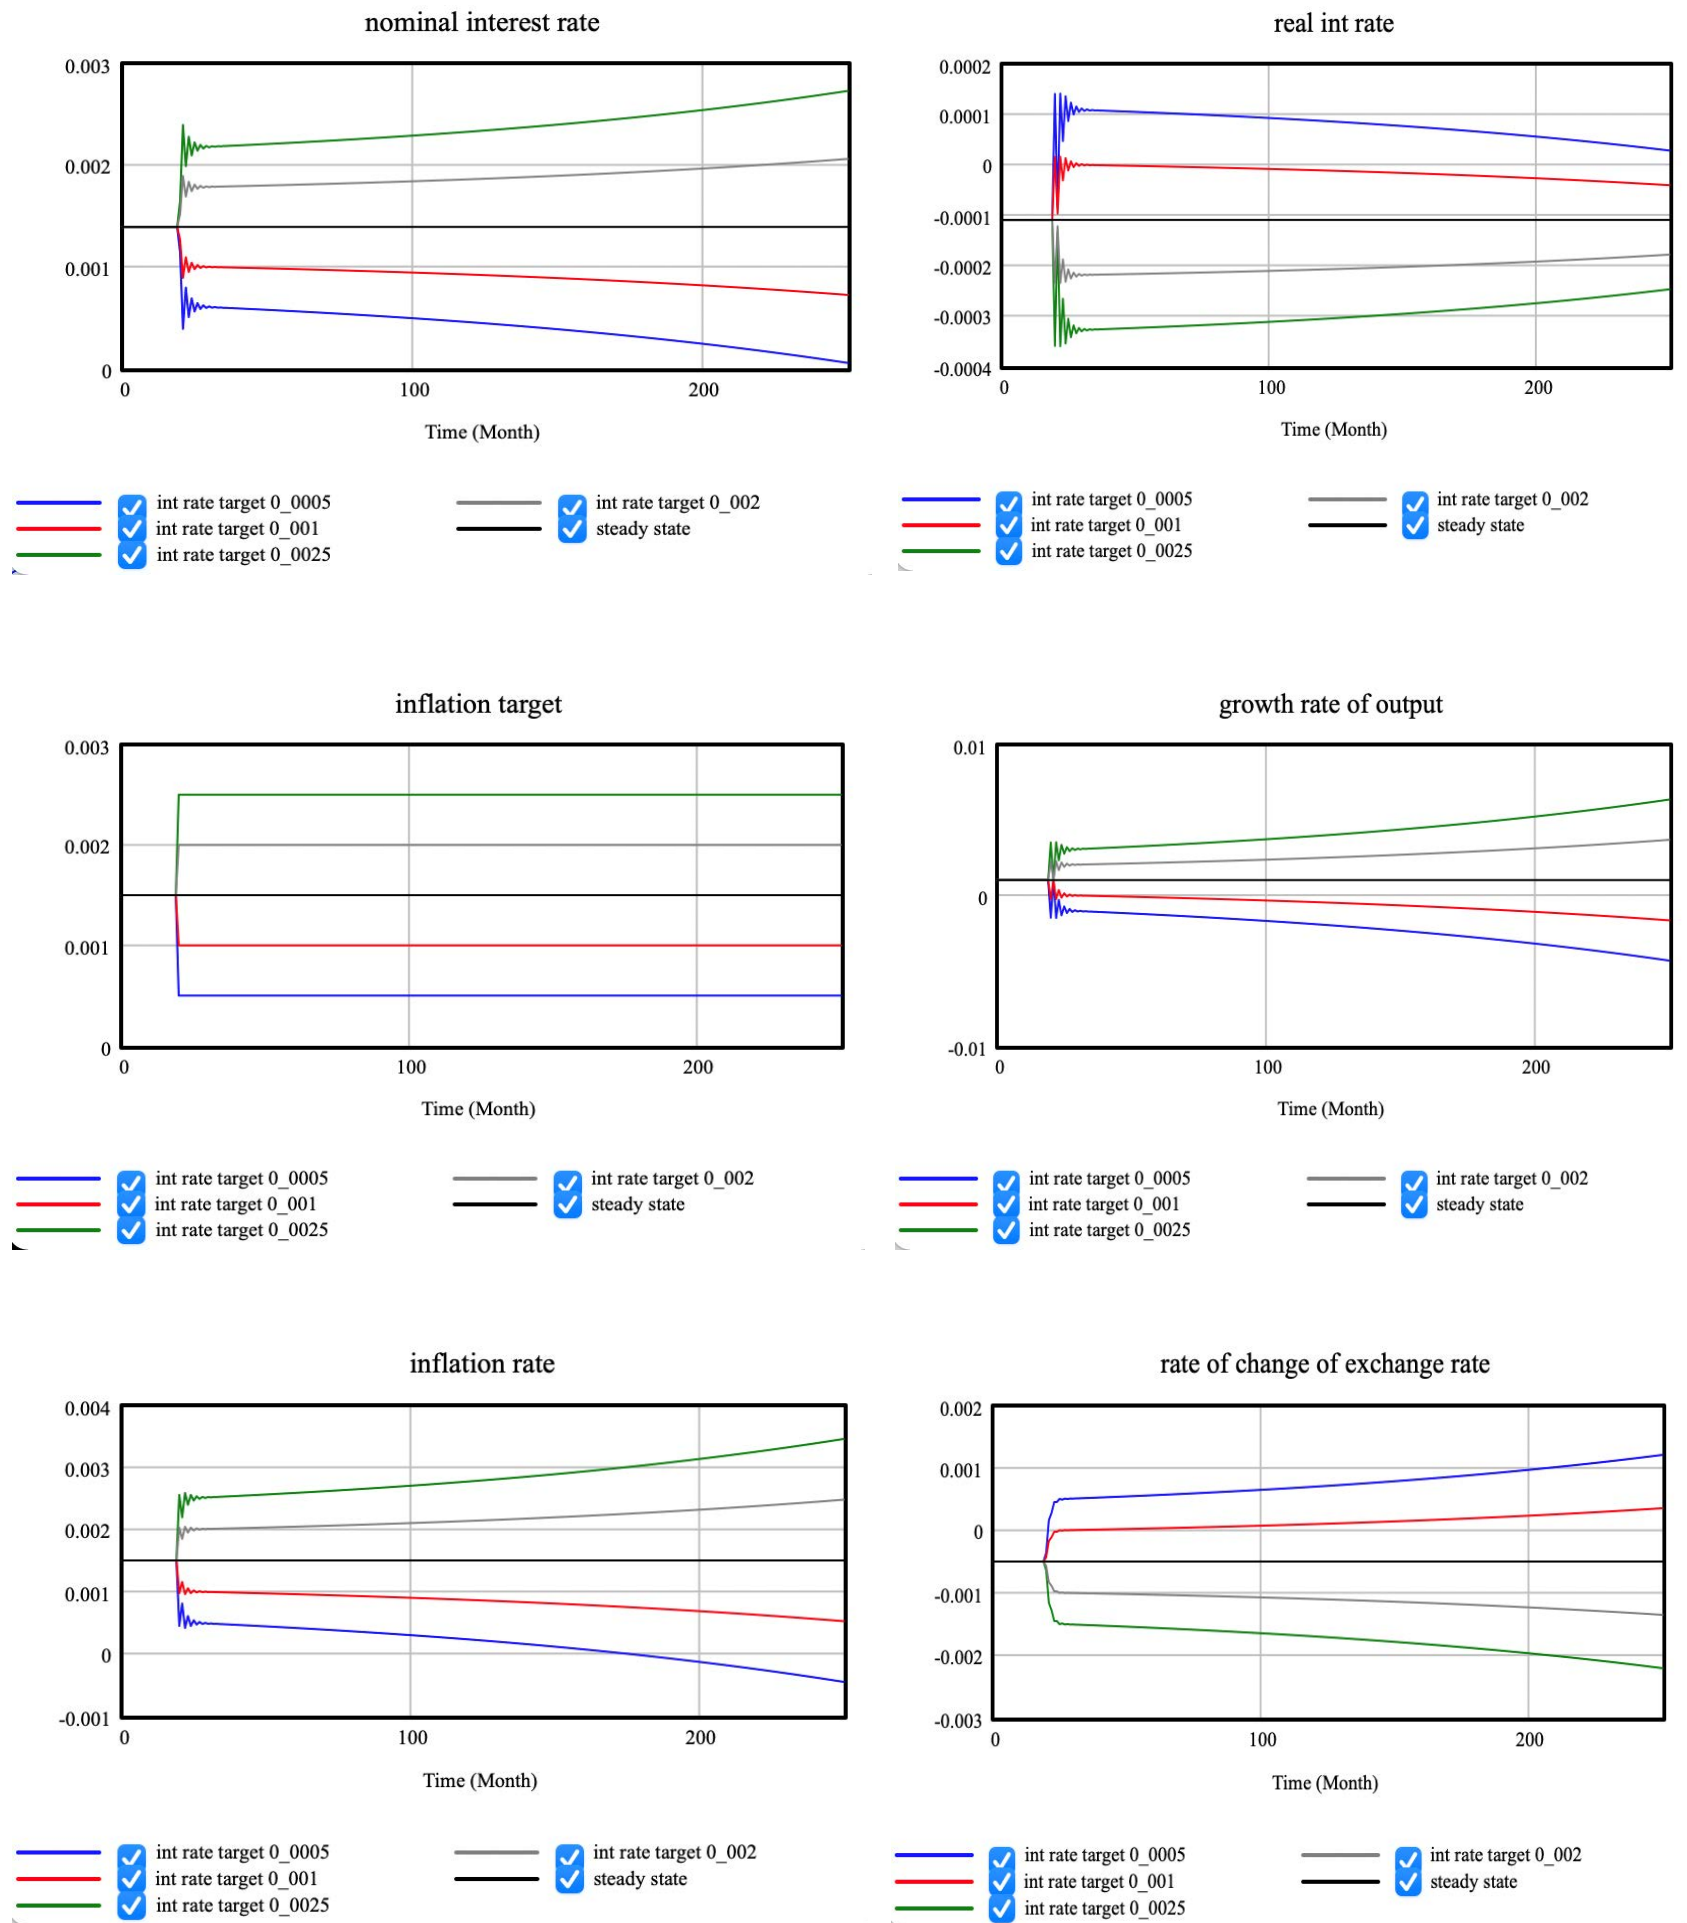 nominal interest rate
0.003
0.002
0.001
0
0 100 200
Time (Month)
int rate target 0_0005
int rate target 0_002
int rate target 0_001
steady state
int rate target 0_0025
real int rate
0.0002
0.0001
0
-0.0001
-0.0002
-0.0003
-0.0004
0 100 200
Time (Month)
int rate target 0_0005
int rate target 0_002
int rate target 0_001
steady state
int rate target 0_0025
inflation target
0.003
0.002
0.001
0
0 100 200
Time (Month)
int rate target 0_0005
int rate target 0_002
int rate target 0_001
steady state
int rate target 0_0025
growth rate of output
0.01
0
-0.01
0 100 200
Time (Month)
int rate target 0_0005
int rate target 0_002
int rate target 0_001
steady state
int rate target 0_0025
inflation rate
0.004
0.003
0.002
0.001
0
-0.001
0 100 200
Time (Month)
int rate target 0_0005
int rate target 0_002
int rate target 0_001
steady state
int rate target 0_0025
rate of change of exchange rate
0.002
0.001
0
-0.001
-0.002
-0.003
0 100 200
Time (Month)
int rate target 0_0005
int rate target 0_002
int rate target 0_001
steady state
int rate target 0_0025